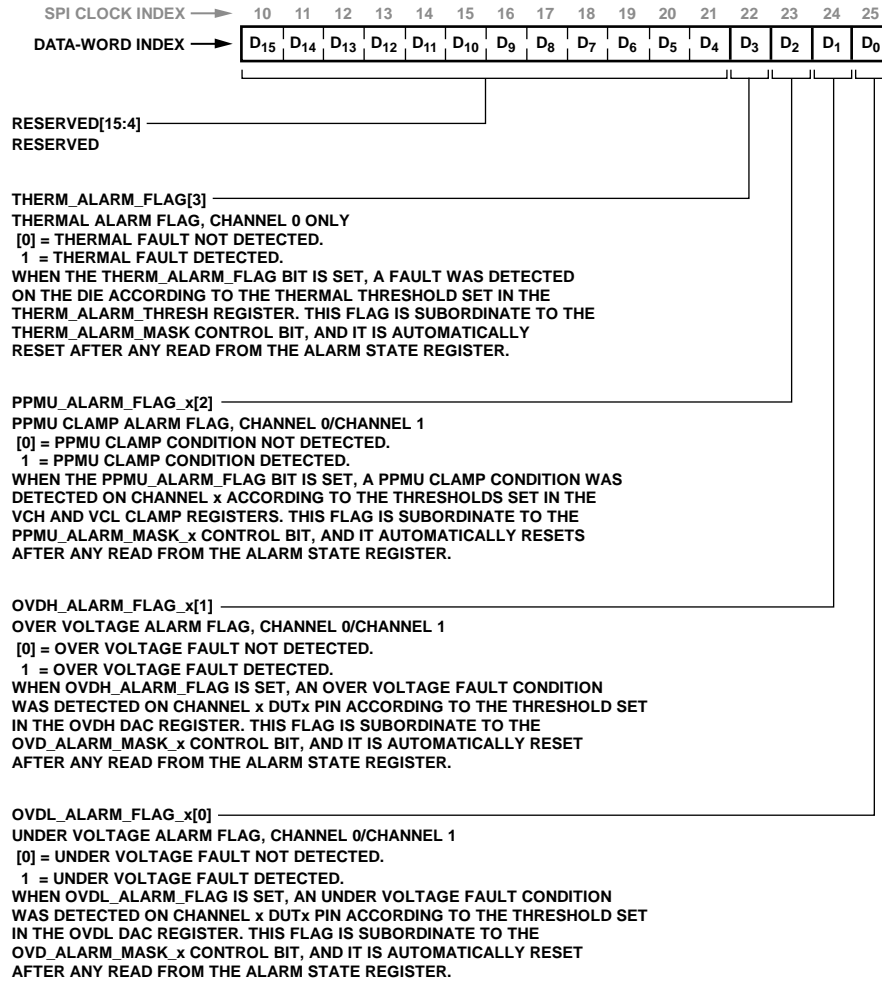 SPI CLOCK INDEX 10 11 12 13 14 15 16 17 18 19 20 21 22 23 24 25
DATA-WORD INDEX D15 D14 D13 D12 D11 D10 D9 D8 D7 D6 D5 D4 D3 D2 D1 D0
RESERVED[15:4]
RESERVED
THERM_ALARM_FLAG[3]
THERMAL ALARM FLAG, CHANNEL 0 ONLY
[0] = THERMAL FAULT NOT DETECTED.
1 = THERMAL FAULT DETECTED.
WHEN THE THERM_ALARM_FLAG BIT IS SET, A FAULT WAS DETECTED
ON THE DIE ACCORDING TO THE THERMAL THRESHOLD SET IN THE
THERM_ALARM_THRESH REGISTER. THIS FLAG IS SUBORDINATE TO THE
THERM_ALARM_MASK CONTROL BIT, AND IT IS AUTOMATICALLY
RESET AFTER ANY READ FROM THE ALARM STATE REGISTER.
PPMU_ALARM_FLAG_x[2]
PPMU CLAMP ALARM FLAG, CHANNEL 0/CHANNEL 1
[0] = PPMU CLAMP CONDITION NOT DETECTED.
1 = PPMU CLAMP CONDITION DETECTED.
WHEN THE PPMU_ALARM_FLAG BIT IS SET, A PPMU CLAMP CONDITION WAS
DETECTED ON CHANNEL x ACCORDING TO THE THRESHOLDS SET IN THE
VCH AND VCL CLAMP REGISTERS. THIS FLAG IS SUBORDINATE TO THE
PPMU_ALARM_MASK_x CONTROL BIT, AND IT AUTOMATICALLY RESETS
AFTER ANY READ FROM THE ALARM STATE REGISTER.
OVDH_ALARM_FLAG_x[1]
OVER VOLTAGE ALARM FLAG, CHANNEL 0/CHANNEL 1
[0] = OVER VOLTAGE FAULT NOT DETECTED.
1 = OVER VOLTAGE FAULT DETECTED.
WHEN OVDH_ALARM_FLAG IS SET, AN OVER VOLTAGE FAULT CONDITION
WAS DETECTED ON CHANNEL x DUTx PIN ACCORDING TO THE THRESHOLD SET
IN THE OVDH DAC REGISTER. THIS FLAG IS SUBORDINATE TO THE
OVD_ALARM_MASK_x CONTROL BIT, AND IT IS AUTOMATICALLY RESET
AFTER ANY READ FROM THE ALARM STATE REGISTER.
OVDL_ALARM_FLAG_x[0]
UNDER VOLTAGE ALARM FLAG, CHANNEL 0/CHANNEL 1
[0] = UNDER VOLTAGE FAULT NOT DETECTED.
1 = UNDER VOLTAGE FAULT DETECTED.
WHEN OVDL_ALARM_FLAG IS SET, AN UNDER VOLTAGE FAULT CONDITION
WAS DETECTED ON CHANNEL x DUTx PIN ACCORDING TO THE THRESHOLD SET
IN THE OVDL DAC REGISTER. THIS FLAG IS SUBORDINATE TO THE
OVD_ALARM_MASK_x CONTROL BIT, AND IT IS AUTOMATICALLY RESET
AFTER ANY READ FROM THE ALARM STATE REGISTER.